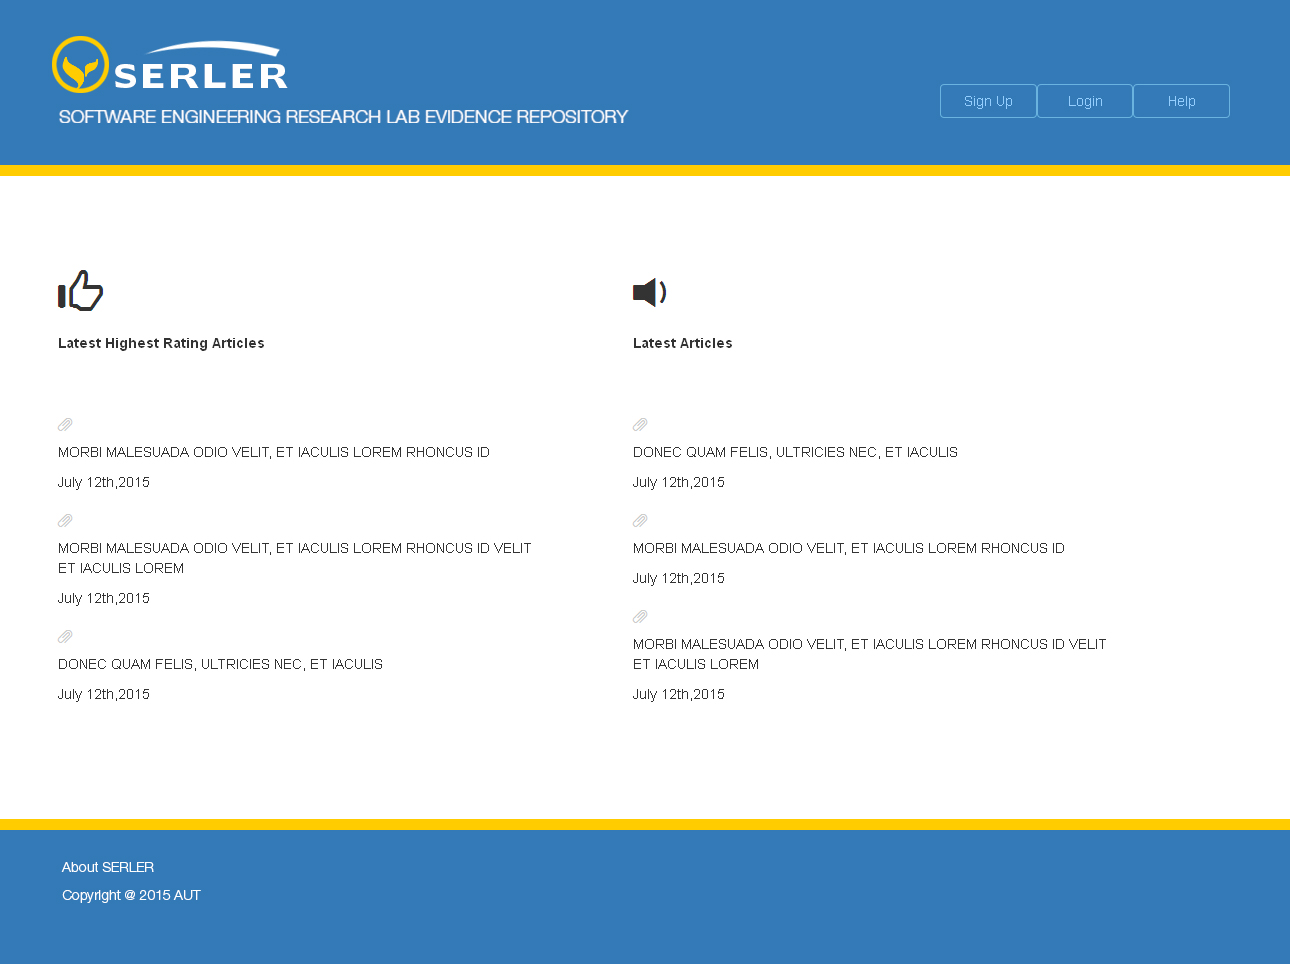 SERLER
SOFTWARE ENGINEERING RESEARCH LAB EVIDENCE REPOSITORY
Sign Up
Login
Help
Latest Highest Rating Articles
MORBI MALESUADA ODIO VELIT, ET IACULIS LOREM RHONCUS ID
July 12th,2015
MORBI MALESUADA ODIO VELIT, ET IACULIS LOREM RHONCUS ID VELIT
ET IACULIS LOREM
July 12th,2015
DONEC QUAM FELIS, ULTRICIES NEC, ET IACULIS
July 12th,2015
Latest Articles
DONEC QUAM FELIS, ULTRICIES NEC, ET IACULIS
July 12th,2015
MORBI MALESUADA ODIO VELIT, ET IACULIS LOREM RHONCUS ID
July 12th,2015
MORBI MALESUADA ODIO VELIT, ET IACULIS LOREM RHONCUS ID VELIT
ET IACULIS LOREM
July 12th,2015
About SERLER
Copyright @ 2015 AUT